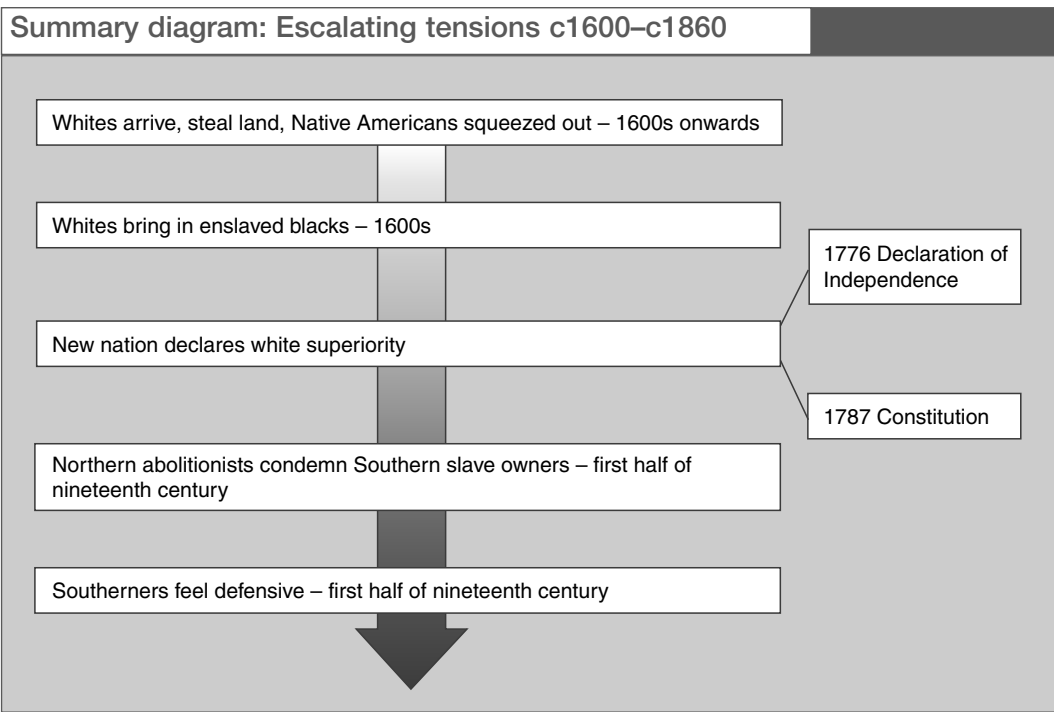 Summary diagram: Escalating tensions c1600–c1860
Whites arrive, steal land, Native Americans squeezed out – 1600s onwards
Whites bring in enslaved blacks – 1600s
1776 Declaration of
Independence
New nation declares white superiority
1787 Constitution
Northern abolitionists condemn Southern slave owners – first half of
nineteenth century
Southerners feel defensive – first half of nineteenth century